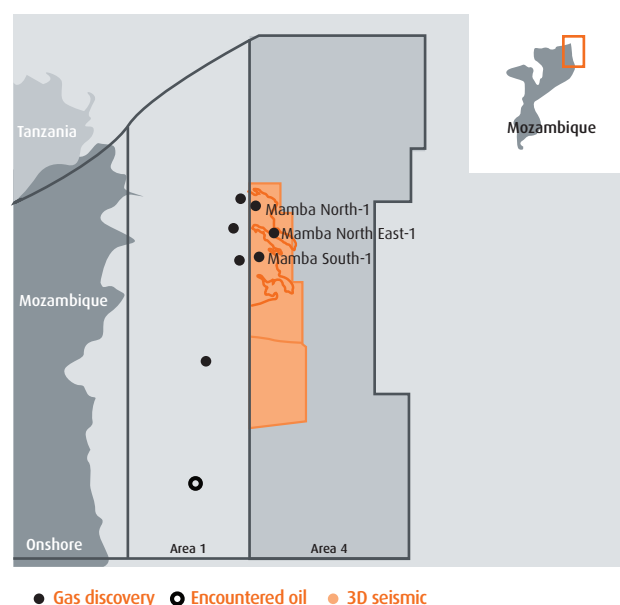 Tanzania
Mozambique
Mamba North-1
Mamba North East-1
Mamba South-1
Mozambique
Onshore
Area 1
Area 4
Gas discovery
Encountered oil
3D seismic